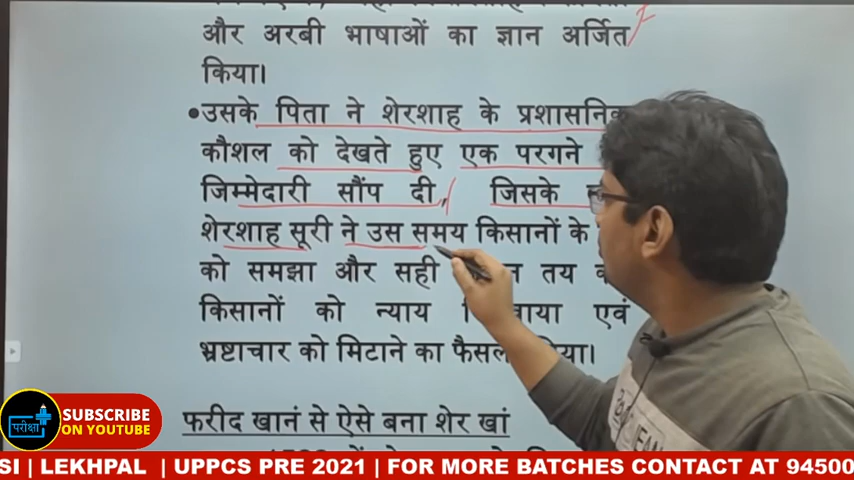 और अरबी भाषाओं का ज्ञान अर्जित
किया।
•उसके पिता ने शेरशाह के प्रशासनिक
कौशल को देखते हुए एक परगने
जिम्मेदारी सौंप दी, जिसके
शेरशाह सूरी ने उस समय किसानों के
को समझा और सही तय
किसानों को न्याय एवं
भ्रष्टाचार को मिटाने का फैसला किया।
फरीद खानं से ऐसे बना शेर खां
परीक्षा
SUBSCRIBE
ON YOUTUBE
SI | LEKHPAL | UPPCS PRE 2021 | FOR MORE BATCHES CONTACT AT 94500